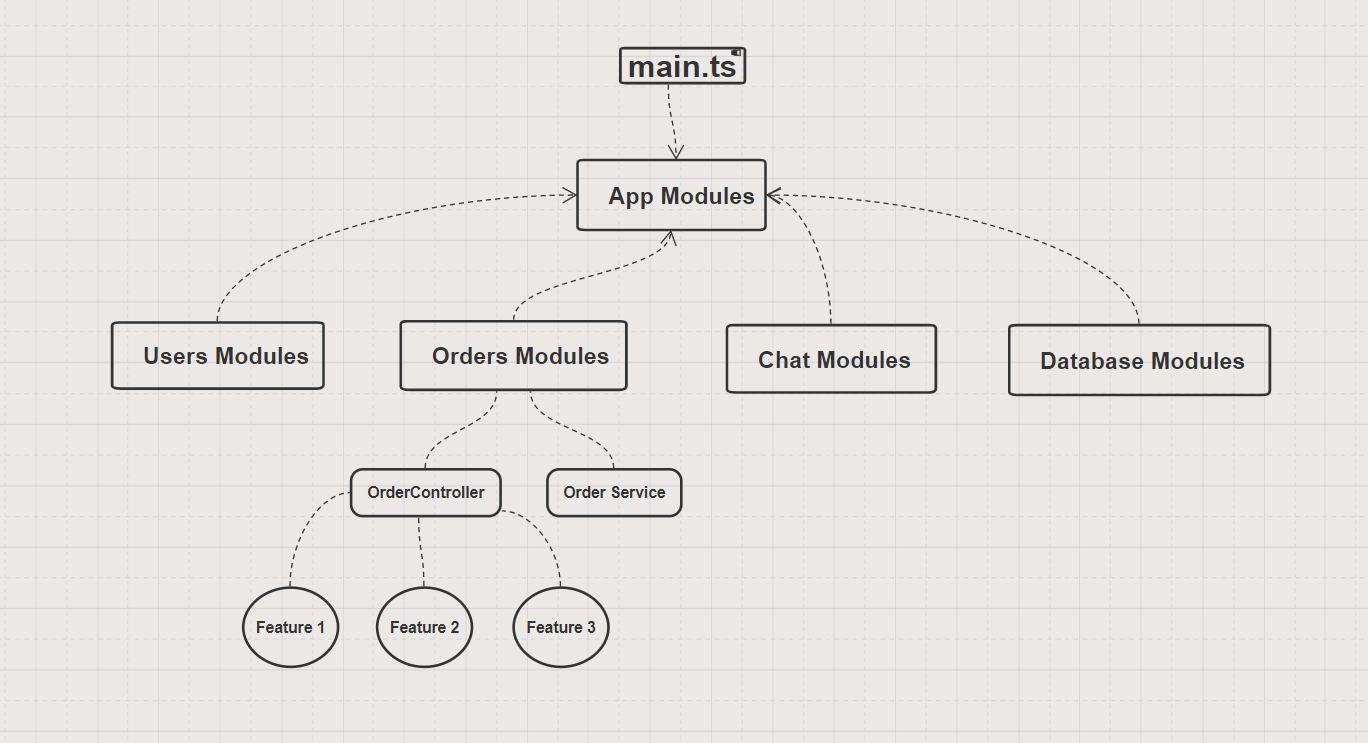 main.ts
App Modules
Users Modules
Orders Modules
Chat Modules
Database Modules
OrderController
Order Service
Feature 1
Feature 2
Feature 3